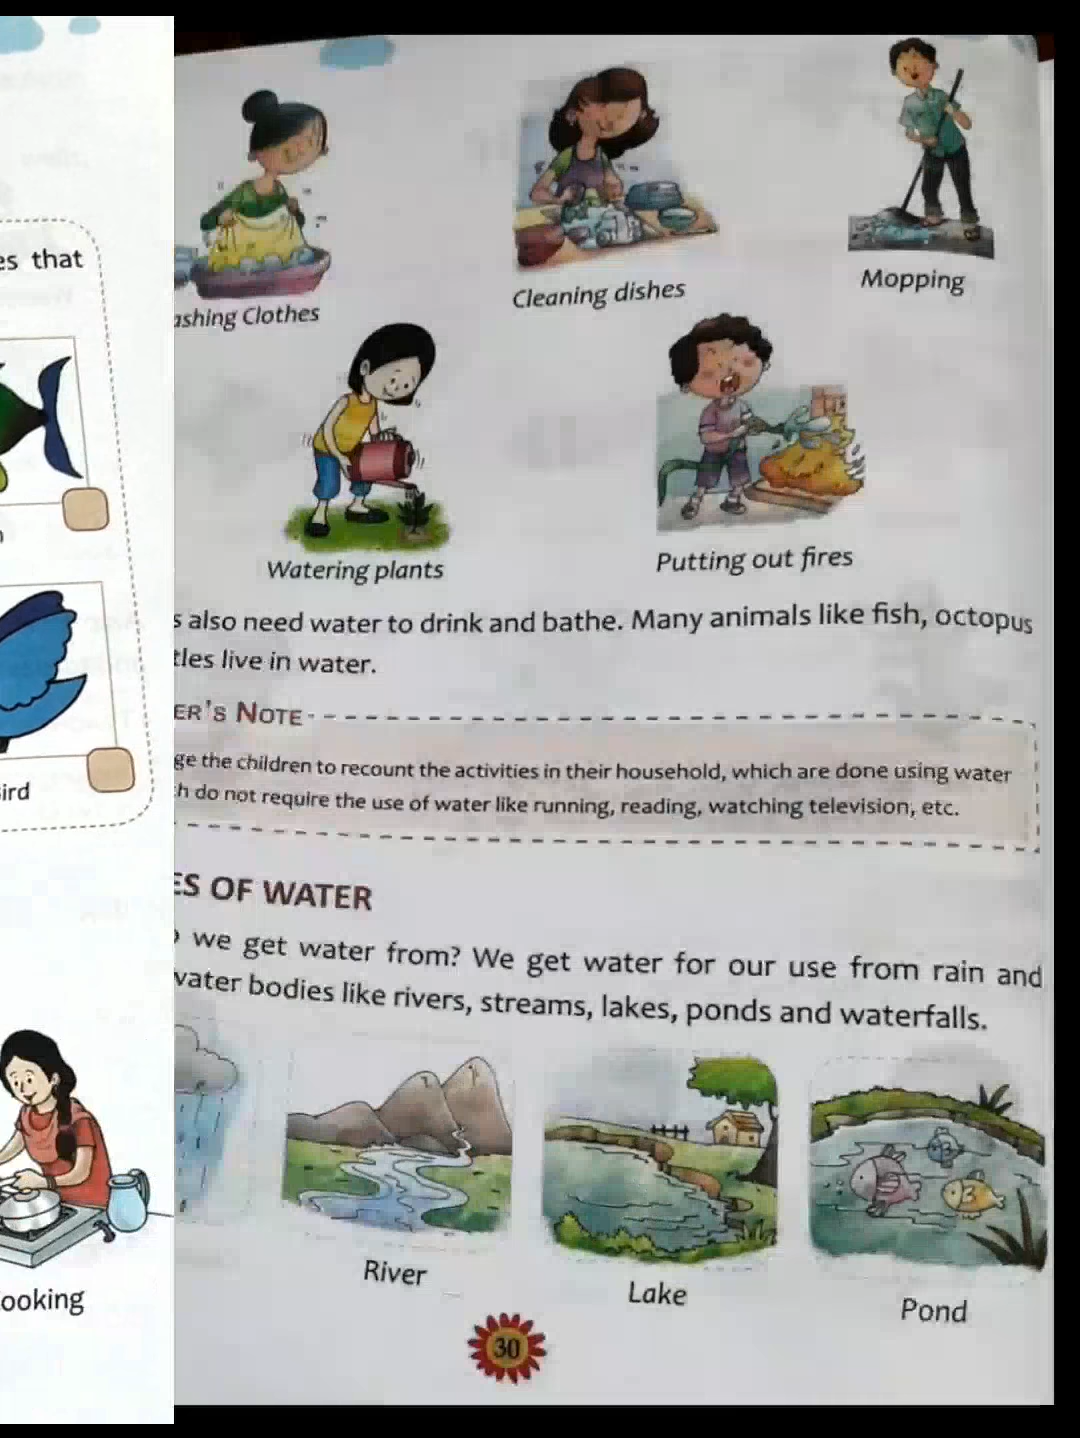 es that
ird
ooking
ashing Clothes
Cleaning dishes
Mopping
Watering plants
Putting out fires
s also need water to drink and bathe. Many animals like fish, octopus
tles live in water.
ER'S NOTE
ge the children to recount the activities in their household, which are done using water
h do not require the use of water like running, reading, watching television, etc.
ES OF WATER
we get water from? We get water for our use from rain and
water bodies like rivers, streams, lakes, ponds and waterfalls.
River
Lake
Pond
30